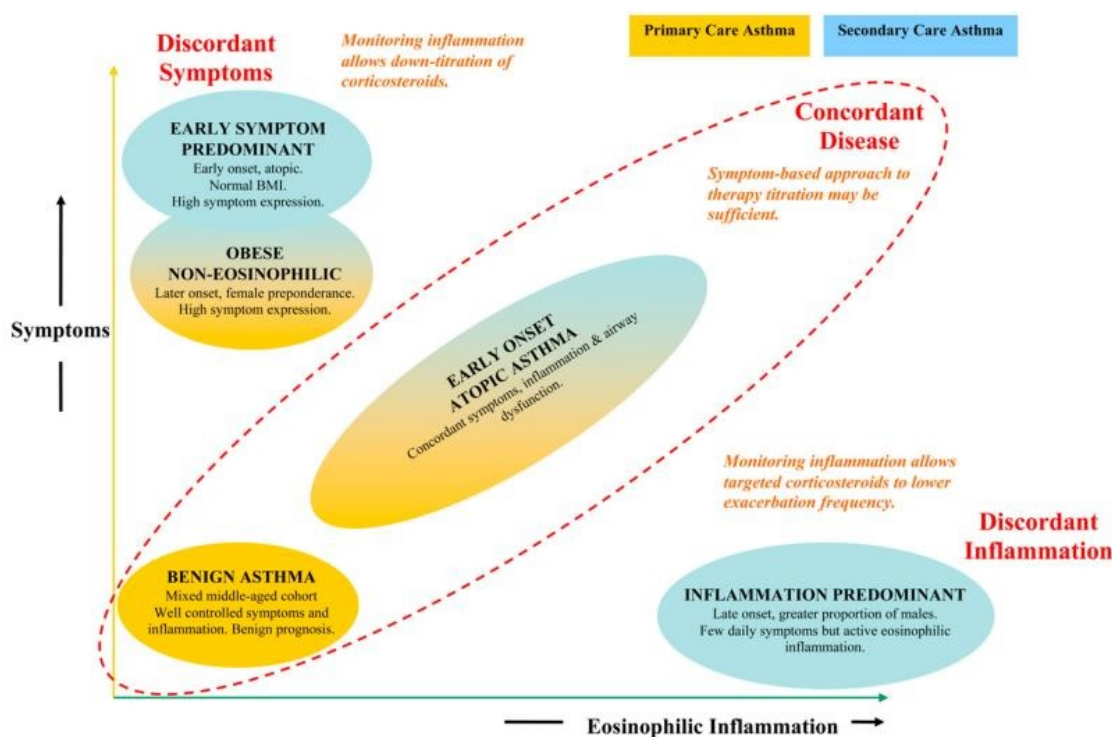 Primary Care Asthma
Secondary Care Asthma
Discordant
Symptoms
Monitoring inflammation
allows down-titration of
corticosteroids.
EARLY SYMPTOM
PREDOMINANT
Early onset, atopic.
Normal BMI.
High symptom expression.
OBESE
NON-EOSINOPHILIC
Later onset, female preponderance.
High symptom expression.
Concordant
Disease
Symptom-based approach to
therapy titration may be
sufficient.
Symptoms
EARLY ONSET
ATOPIC ASTHMA
Concordant symptoms, inflammation & airway
dysfunction.
Monitoring inflammation allows
targeted corticosteroids to lower
exacerbation frequency.
Discordant
Inflammation
BENIGN ASTHMA
Mixed middle-aged cohort
Well controlled symptoms and
inflammation. Benign prognosis.
INFLAMMATION PREDOMINANT
Late onset, greater proportion of males.
Few daily symptoms but active eosinophilic
inflammation.
Eosinophilic Inflammation